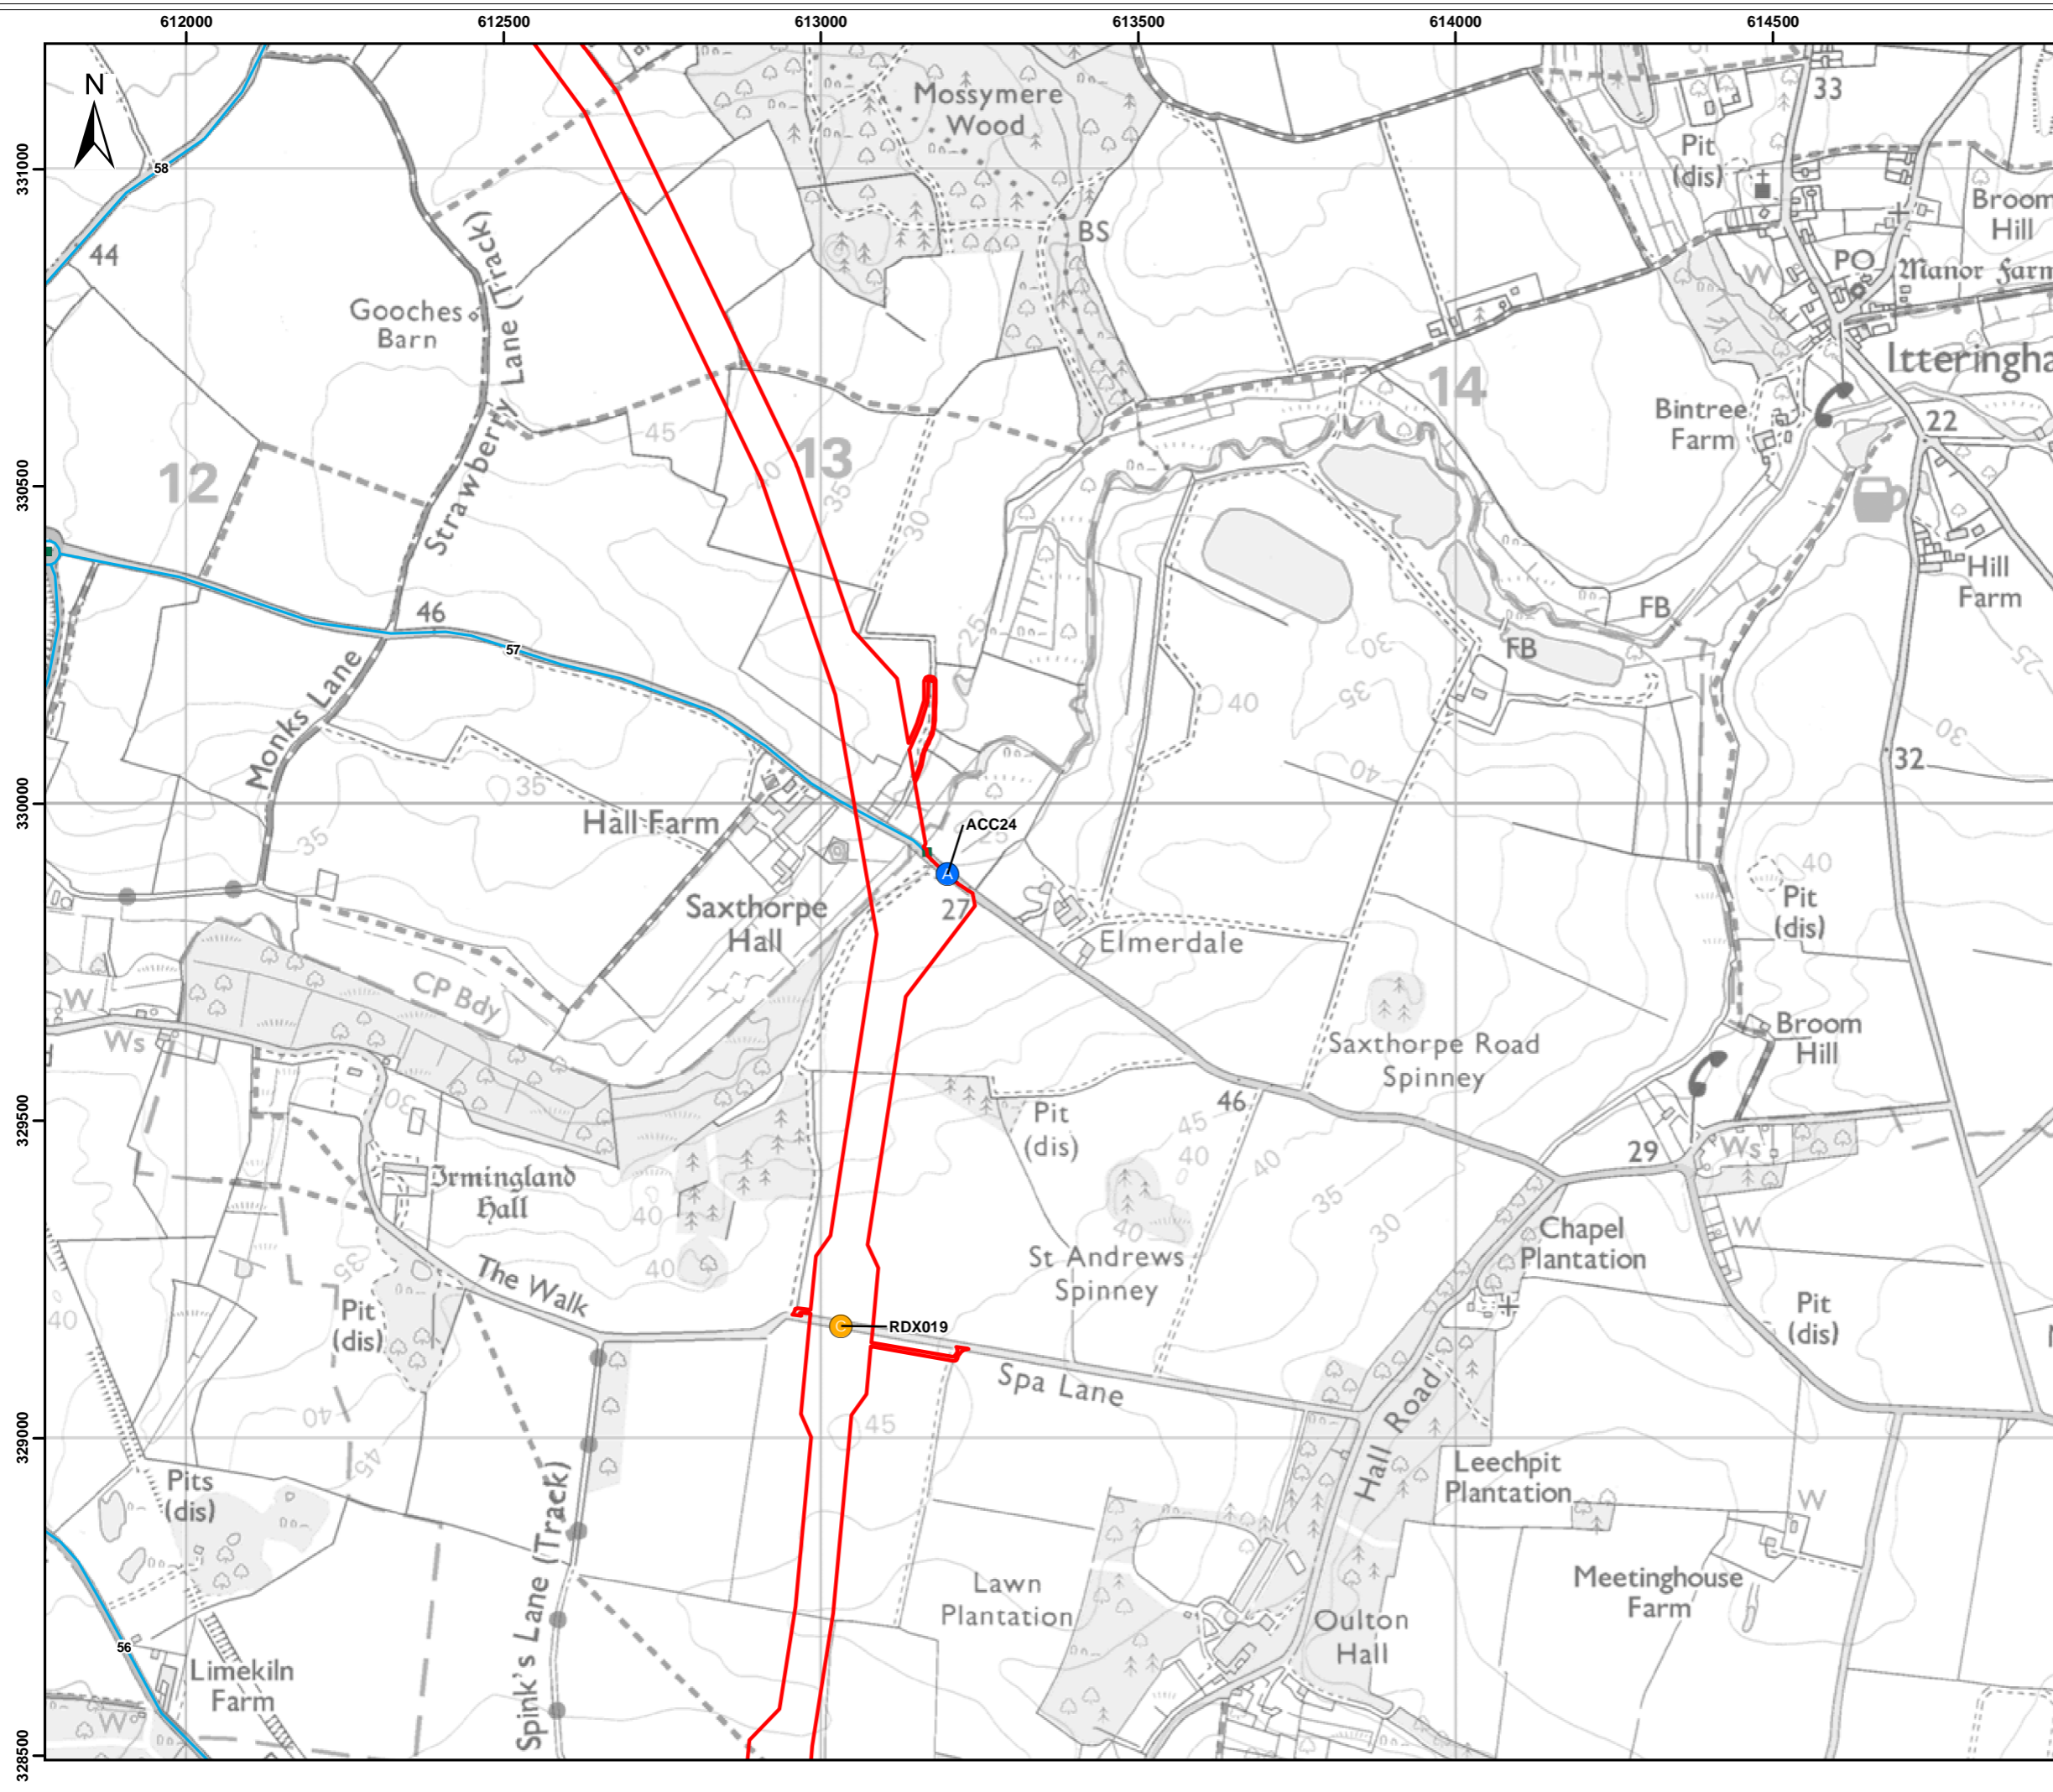 612000
612500
613000
613500
614000
614500
N
331000
330500
330000
329500
329000
328500
58
44
Mossymere
Wood
BS
33
Pit
(dis)
Broom
Hill
PO
Manor Farm
W
Gooches
Barn
Strawberry Lane (Track)
14
Bintree
Farm
22
45
13
12
35
30
Hill
Farm
46
57
25
FB
FB
30
35
40
40
25
30
32
Monks Lane
35
Hall Farm
35
ACC24
25
A
27
Saxthorpe
Hall
Elmerdale
40
Pit
(dis)
CP Bdy
W
Ws
Saxthorpe Road
Spinney
Broom
Hill
30
46
Pit
(dis)
45
40
40
29
Ws
Irmingland
Hall
40
35
30
40
W
Chapel
Plantation
St Andrews
Spinney
35
40
The Walk
40
Pit
(dis)
Pit
(dis)
C
RDX019
Spa Lane
Hall Road
40
45
45
Pits
(dis)
Leechpit
Plantation
W
Spink's Lane (Track)
Lawn
Plantation
Meetinghouse
Farm
Oulton
Hall
56
Limekiln
Farm
W